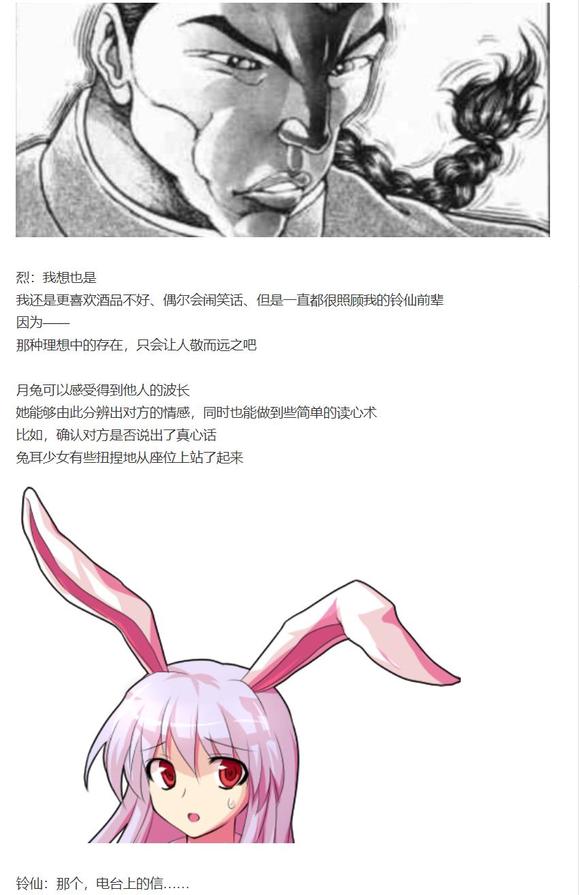 烈：我想也是
我还是更喜欢酒品不好、偶尔会闹笑话、但是一直都很照顾我的铃仙前辈
因为——
那种理想中的存在，只会让人敬而远之吧
月兔可以感受得到他人的波长
她能够由此分辨出对方的情感，同时也能做到些简单的读心术
比如，确认对方是否说出了真心话
兔耳少女有些扭捏地从座位上站了起来
铃仙：那个，电台上的信……